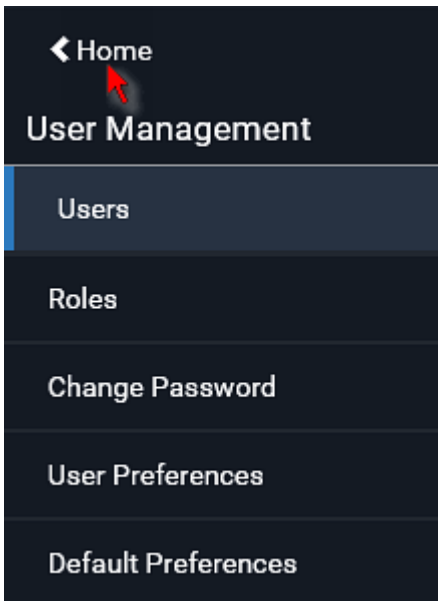 Home
User Management
Users
Roles
Change Password
User Preferences
Default Preferences